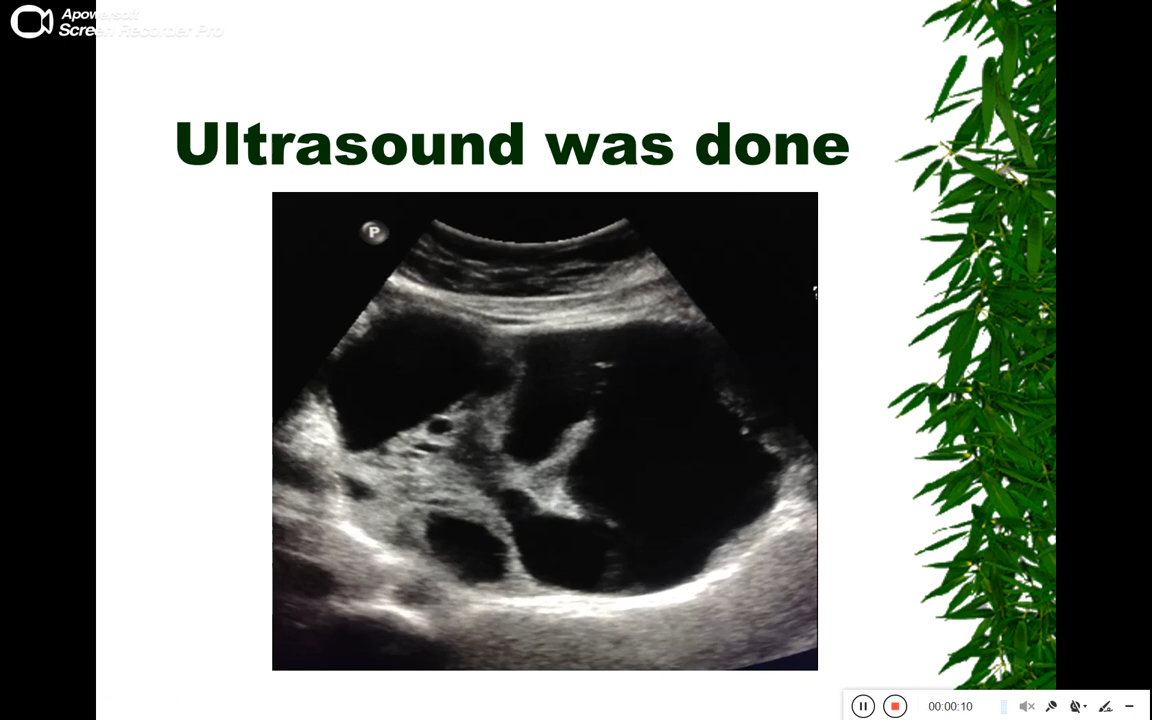 Apowersoft
Screen Recorder Pro
Ultrasound was done
P
00:00:10